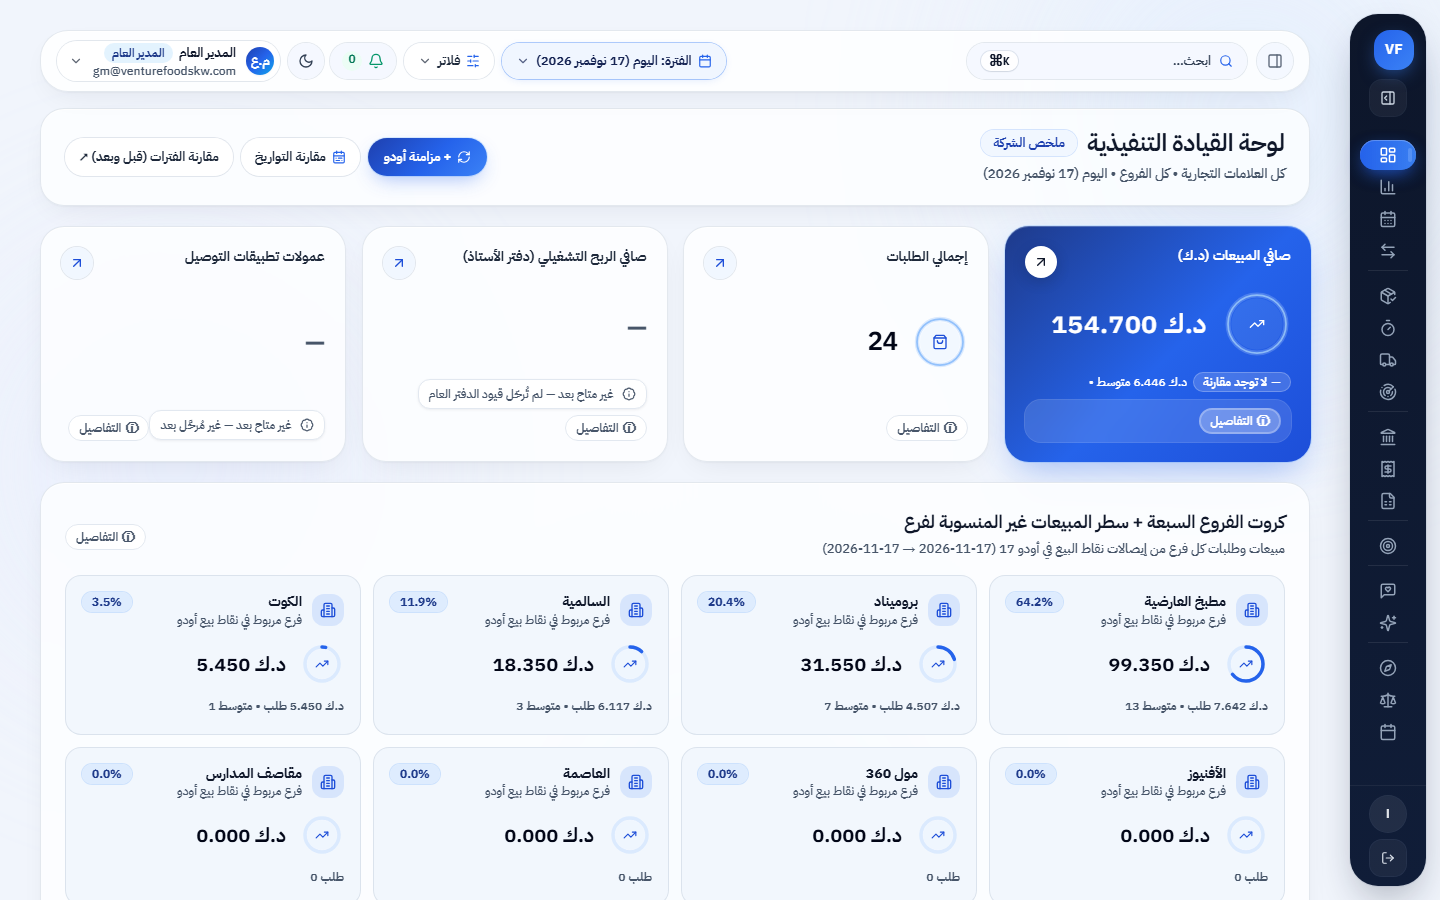 VF
ابحث...
⌘K
الفترة: اليوم (17 نوفمبر 2026)
فلاتر
0
م.ع
المدير العام
المدير العام
gm@venturefoodskw.com
لوحة القيادة التنفيذية
ملخص الشركة
كل العلامات التجارية • كل الفروع • اليوم (17 نوفمبر 2026)
+ مزامنة أودو
مقارنة التواريخ
مقارنة الفترات (قبل وبعد) ↗
صافي المبيعات (د.ك)
د.ك 154.700
— لا توجد مقارنة
د.ك 6.446 متوسط •
التفاصيل
إجمالي الطلبات
24
التفاصيل
صافي الربح التشغيلي (دفتر الأستاذ)
—
غير متاح بعد — لم تُرحّل قيود الدفتر العام
التفاصيل
عمولات تطبيقات التوصيل
—
غير متاح بعد — غير مُرحَّل بعد
التفاصيل
كروت الفروع السبعة + سطر المبيعات غير المنسوبة لفرع
مبيعات وطلبات كل فرع من إيصالات نقاط البيع في أودو 17 (2026-11-17 → 2026-11-17)
التفاصيل
مطبخ العارضية
64.2%
فرع مربوط في نقاط بيع أودو
د.ك 99.350
د.ك 7.642 طلب • متوسط 13
بروميناد
20.4%
فرع مربوط في نقاط بيع أودو
د.ك 31.550
د.ك 4.507 طلب • متوسط 7
السالمية
11.9%
فرع مربوط في نقاط بيع أودو
د.ك 18.350
د.ك 6.117 طلب • متوسط 3
الكوت
3.5%
فرع مربوط في نقاط بيع أودو
د.ك 5.450
د.ك 5.450 طلب • متوسط 1
الأفنيوز
0.0%
فرع مربوط في نقاط بيع أودو
د.ك 0.000
طلب 0
مول 360
0.0%
فرع مربوط في نقاط بيع أودو
د.ك 0.000
طلب 0
العاصمة
0.0%
فرع مربوط في نقاط بيع أودو
د.ك 0.000
طلب 0
مقاصف المدارس
0.0%
فرع مربوط في نقاط بيع أودو
د.ك 0.000
طلب 0
I